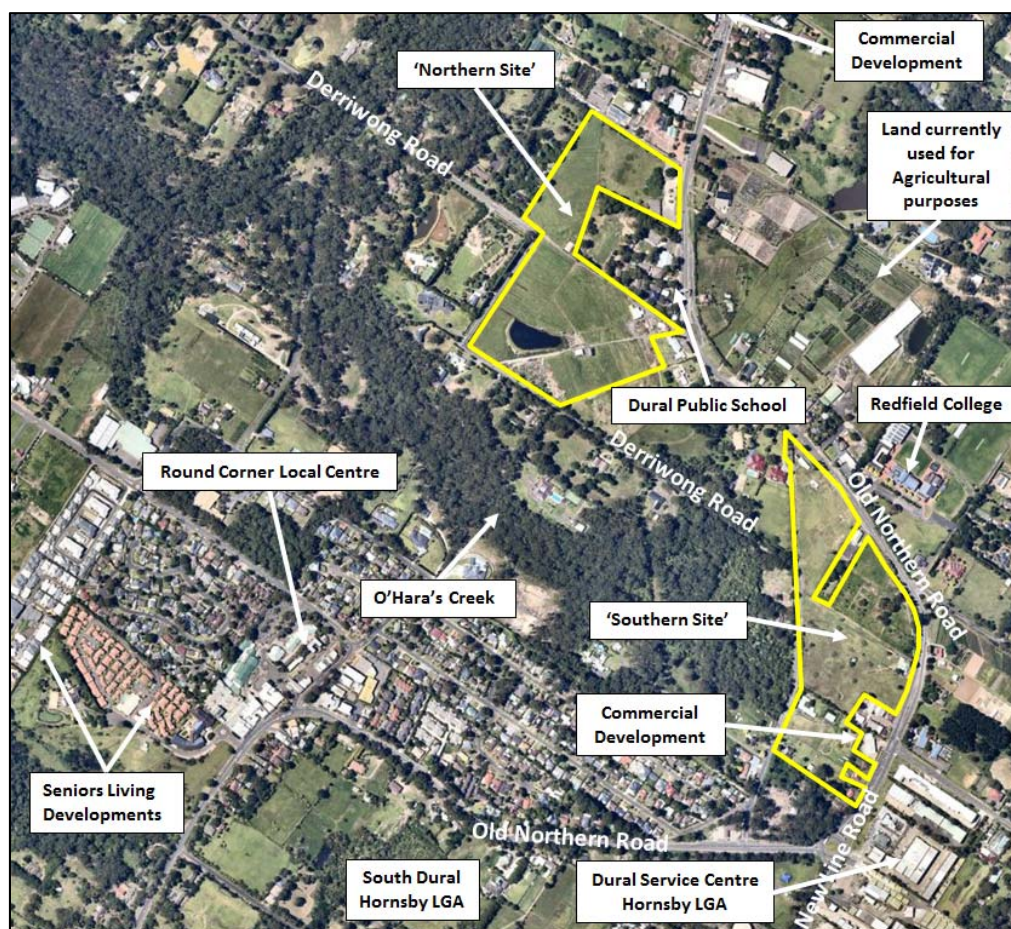 Commercial
Development
'Northern Site'
Derriwong Road
Land currently
used for
Agricultural
purposes
Dural Public School
Redfield College
Round Corner Local Centre
Derriwong Road
Old Northern Road
O'Hara's Creek
'Southern Site'
Commercial
Development
Seniors Living
Developments
Old Northern Road
New Line Road
South Dural
Hornsby LGA
Dural Service Centre
Hornsby LGA